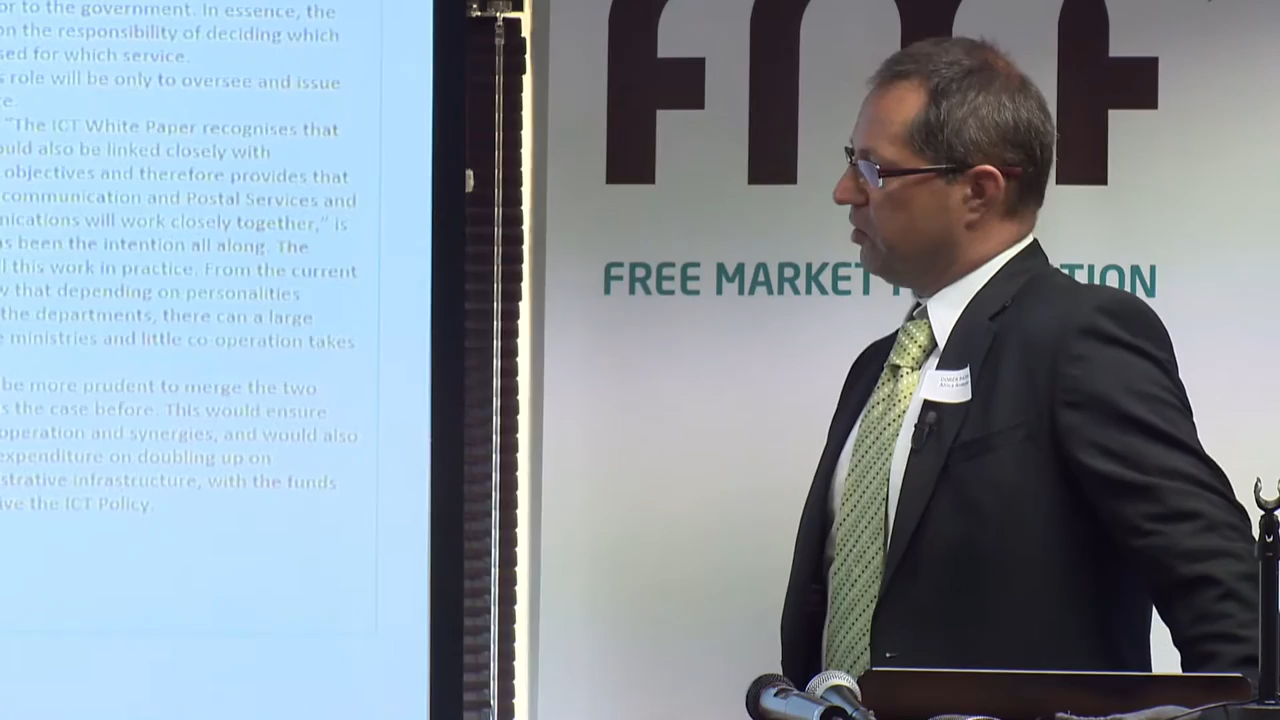 or to the government. In essence, the
on the responsibility of deciding which
sed for which service.
s role will be only to oversee and issue
e
"The ICT White Paper recognises that
ould also be linked closely with
objectives and therefore provides that
communication and Postal Services and
nications will work closely together," is
as been the intention all along. The
l this work in practice. From the current
w that depending on personalities
the departments, there can a large
e ministries and little co operation takes
be more prudent to merge the two
s the case before. This would ensure
operation and synergies, and would also
expenditure on doubling up on
strative infrastructure, with the funds
ive the ICT Policy.
FREE MARKET TION